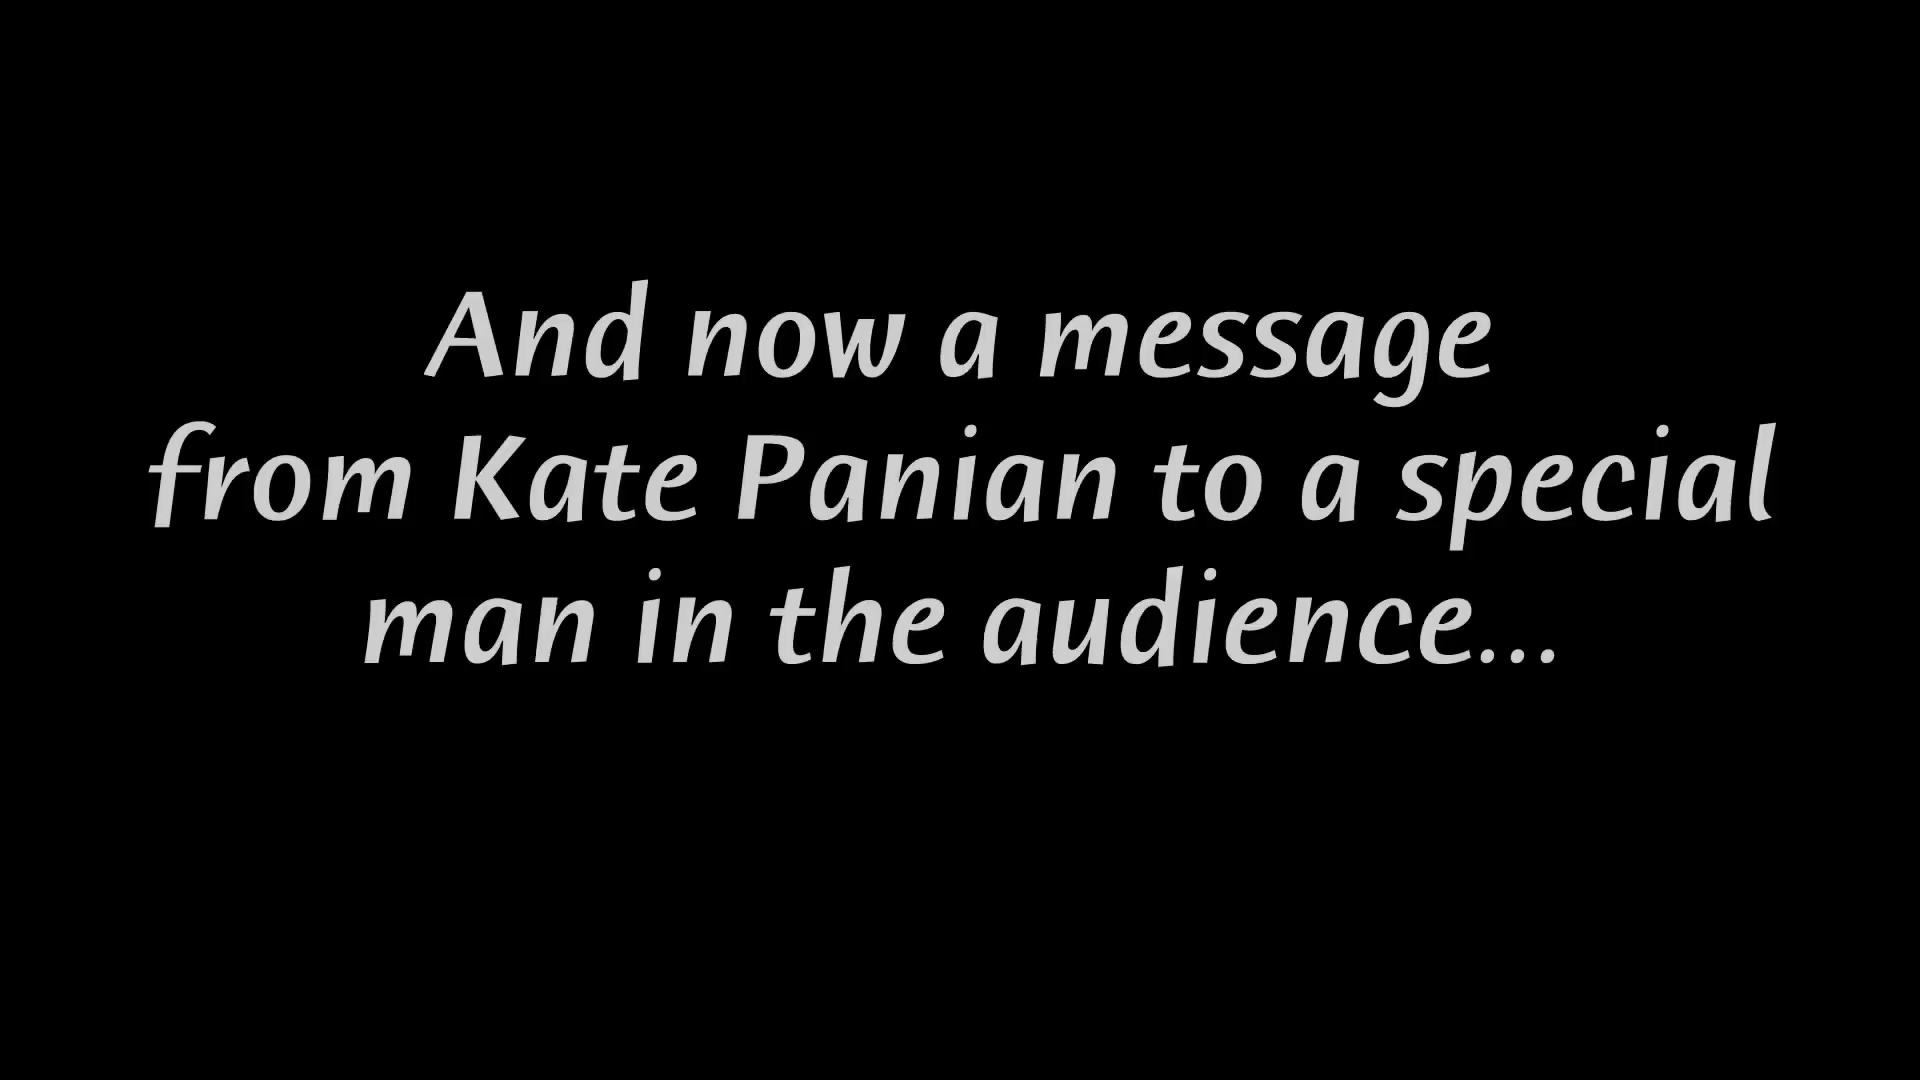 And now a message
from Kate Panian to a special
man in the audience...